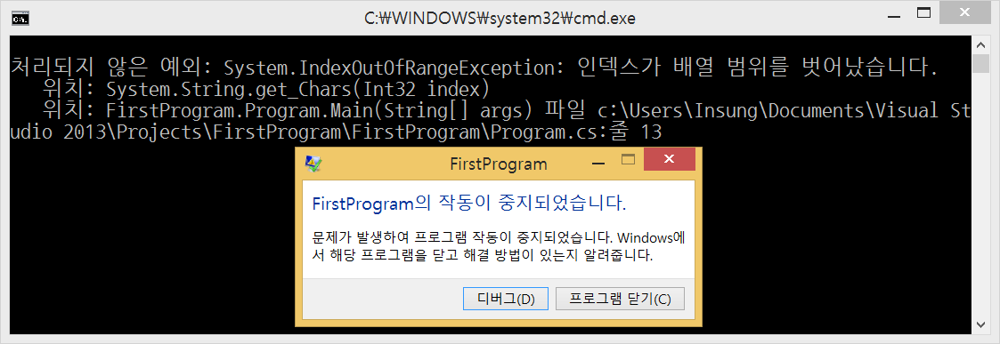 C:₩WINDOWS₩system32₩cmd.exe
처리되지 않은 예외: System.IndexOutOfRangeException: 인덱스가 배열 범위를 벗어났습니다.
위치: System.String.get_Chars(Int32 index)
위치: FirstProgram.Program.Main(String[] args) 파일 c:\Users\Insung\Documents\Visual St
udio 2013\Projects\FirstProgram\FirstProgram\Program.cs:줄 13
FirstProgram
FirstProgram의 작동이 중지되었습니다.
문제가 발생하여 프로그램 작동이 중지되었습니다. Windows에
서 해당 프로그램을 닫고 해결 방법이 있는지 알려줍니다.
디버그(D)
프로그램 닫기(C)